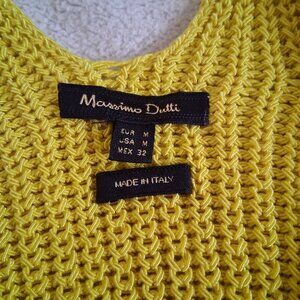 Massimo Dutti
EUR M
USA M
MEX 32
MADE IN ITALY